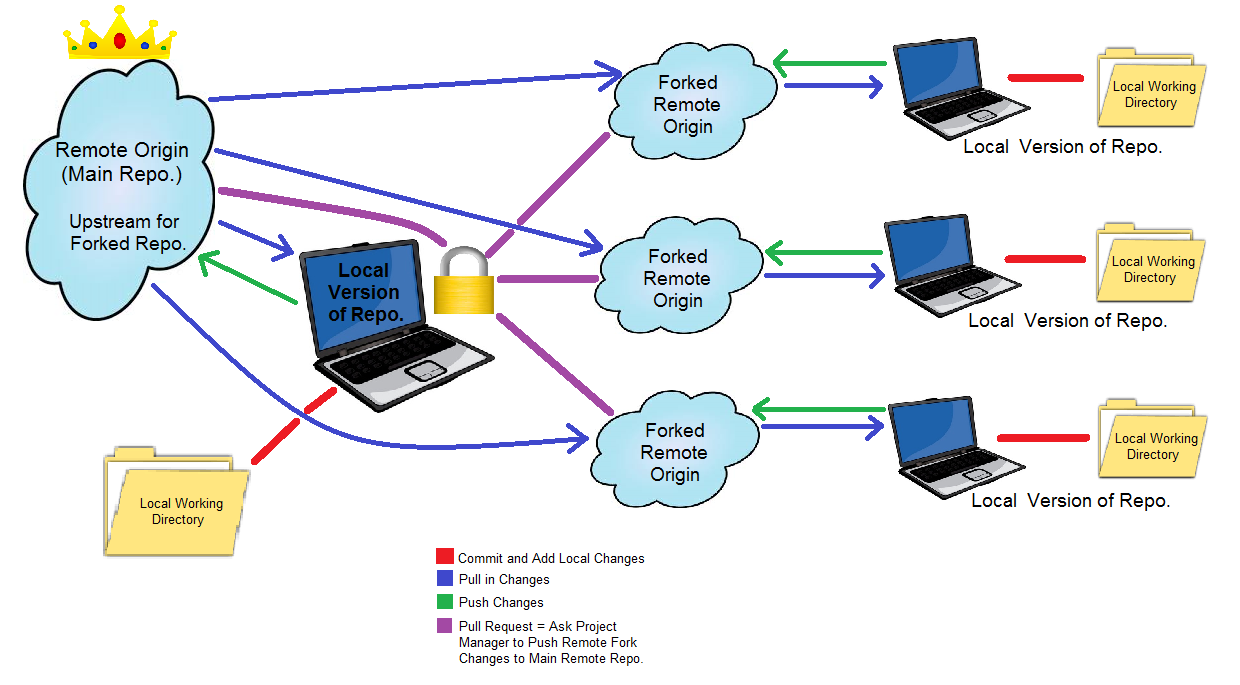 Remote Origin
(Main Repo.)
Upstream for
Forked Repo.
Local
Version
of Repo.
Local Working
Directory
Forked
Remote
Origin
Local Working
Directory
Local Version of Repo.
Forked
Remote
Origin
Local Working
Directory
Local Version of Repo.
Forked
Remote
Origin
Local Working
Directory
Local Version of Repo.
Commit and Add Local Changes
Pull in Changes
Push Changes
Pull Request = Ask Project
Manager to Push Remote Fork
Changes to Main Remote Repo.